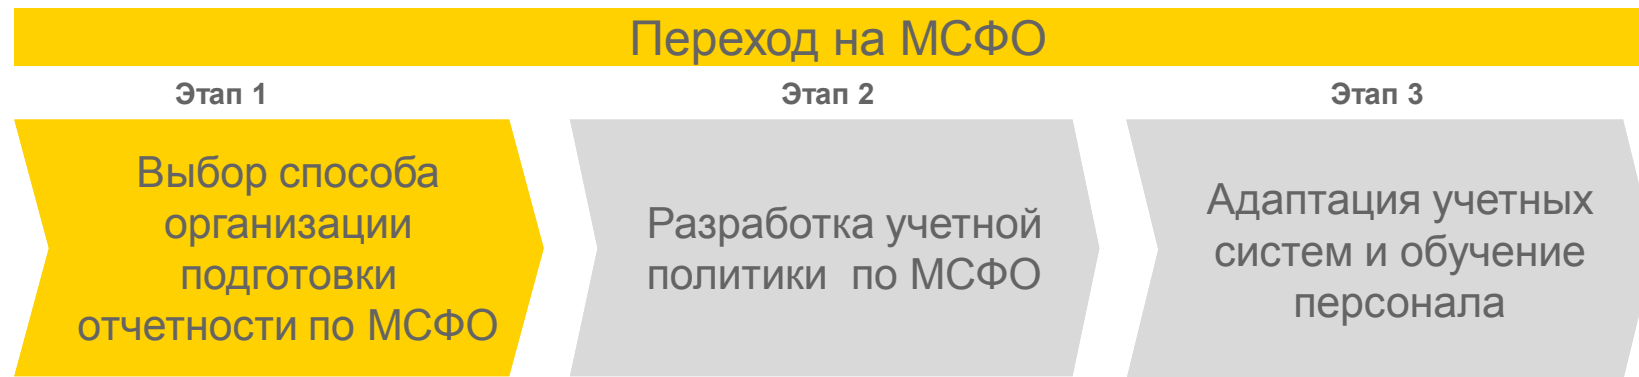 Переход на МСФО
Этап 1
Этап 2
Этап 3
Выбор способа
организации
подготовки
отчетности по МСФО
Разработка учетной
политики  по МСФО
Адаптация учетных
систем и обучение
персонала